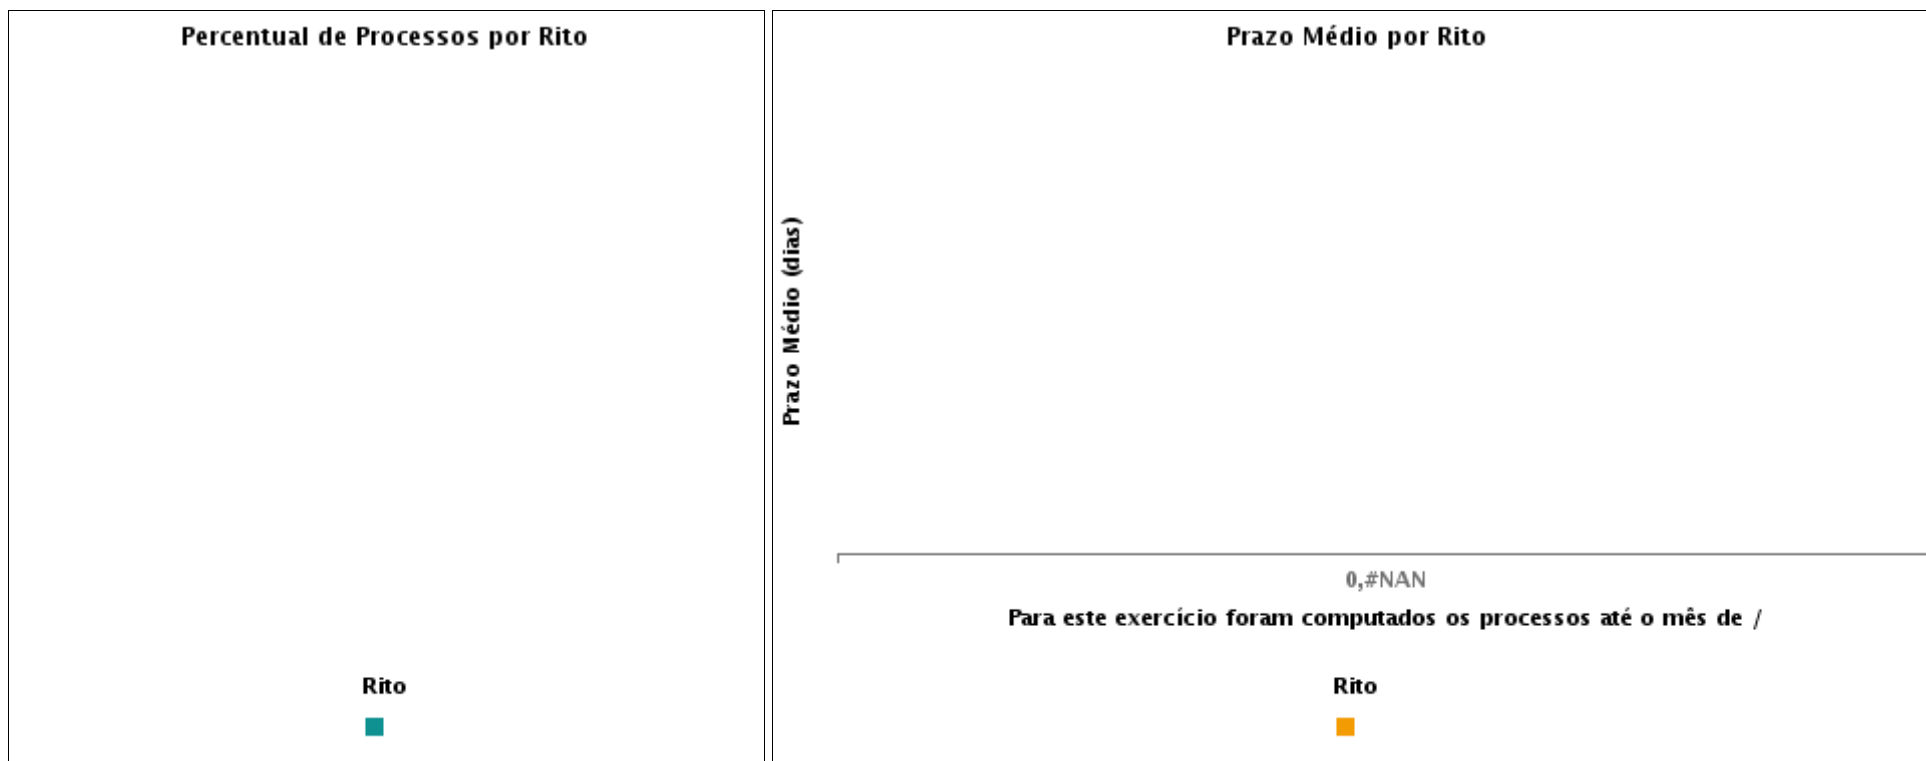 Percentual de Processos por Rito
Rito
Prazo Médio por Rito
Prazo Médio (dias)
0,#NAN
Para este exercício foram computados os processos até o mês de /
Rito